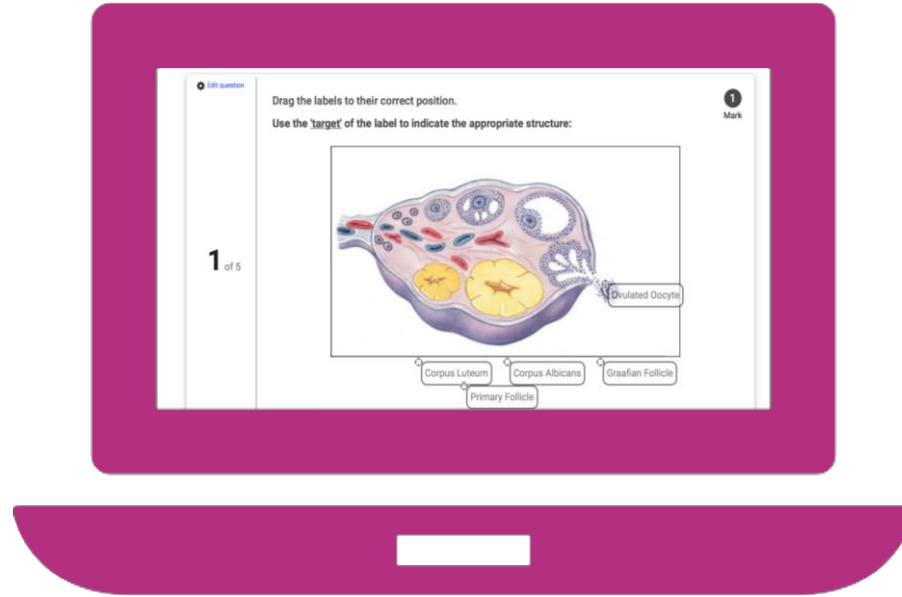 Edit question
Drag the labels to their correct position.
Use the 'target' of the label to indicate the appropriate structure:
1
Mark
1 of 5
Ovulated Oocyte
Corpus Luteum
Corpus Albicans
Graafian Follicle
Primary Follicle